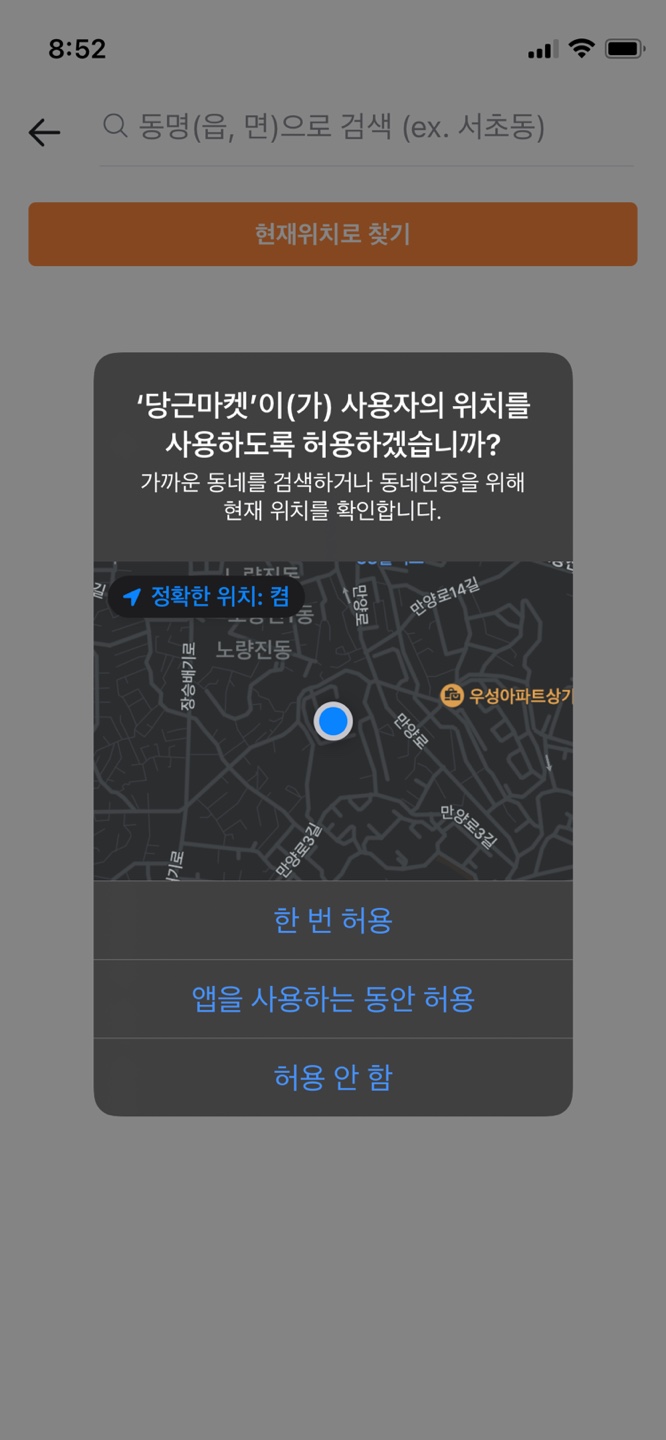 8:52
동명(읍, 면)으로 검색 (ex. 서초동)
현재위치로 찾기
‘당근마켓’이(가) 사용자의 위치를
사용하도록 허용하겠습니까?
가까운 동네를 검색하거나 동네인증을 위해
현재 위치를 확인합니다.
노량진동
정확한 위치: 켬
만양로
만양로14길
노량진동
장승배기로
우성아파트상가
만양로
만양로3길
만양로3길
한 번 허용
앱을 사용하는 동안 허용
허용 안 함